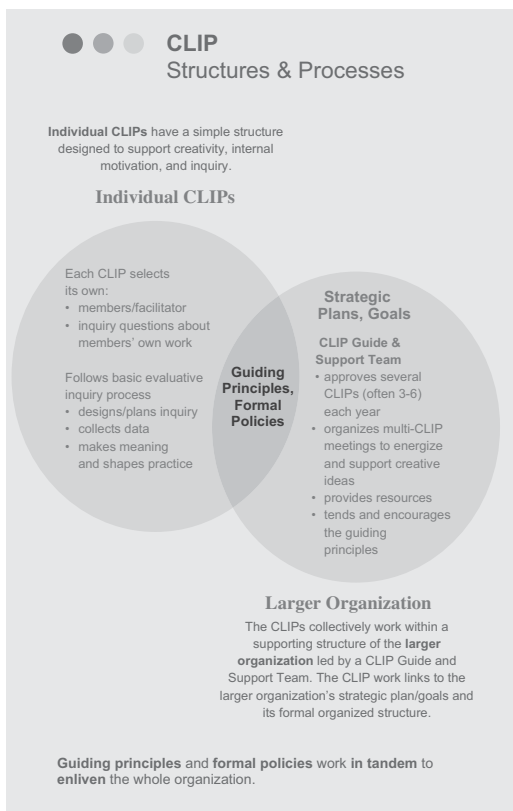 CLIP
Structures & Processes
Individual CLIPs have a simple structure
designed to support creativity, internal
motivation, and inquiry.
Individual CLIPs
Each CLIP selects
its own:
• members/facilitator
• inquiry questions about
members' own work
Follows basic evaluative
inquiry process
• designs/plans inquiry
• collects data
• makes meaning
and shapes practice
Guiding
Principles,
Formal
Policies
Strategic
Plans, Goals
CLIP Guide &
Support Team
• approves several
CLIPs (often 3-6)
each year
• organizes multi-CLIP
meetings to energize
and support creative
ideas
• provides resources
• tends and encourages
the guiding
principles
Larger Organization
The CLIPs collectively work within a
supporting structure of the larger
organization led by a CLIP Guide and
Support Team. The CLIP work links to the
larger organization's strategic plan/goals and
its formal organized structure.
Guiding principles and formal policies work in tandem to
enliven the whole organization.